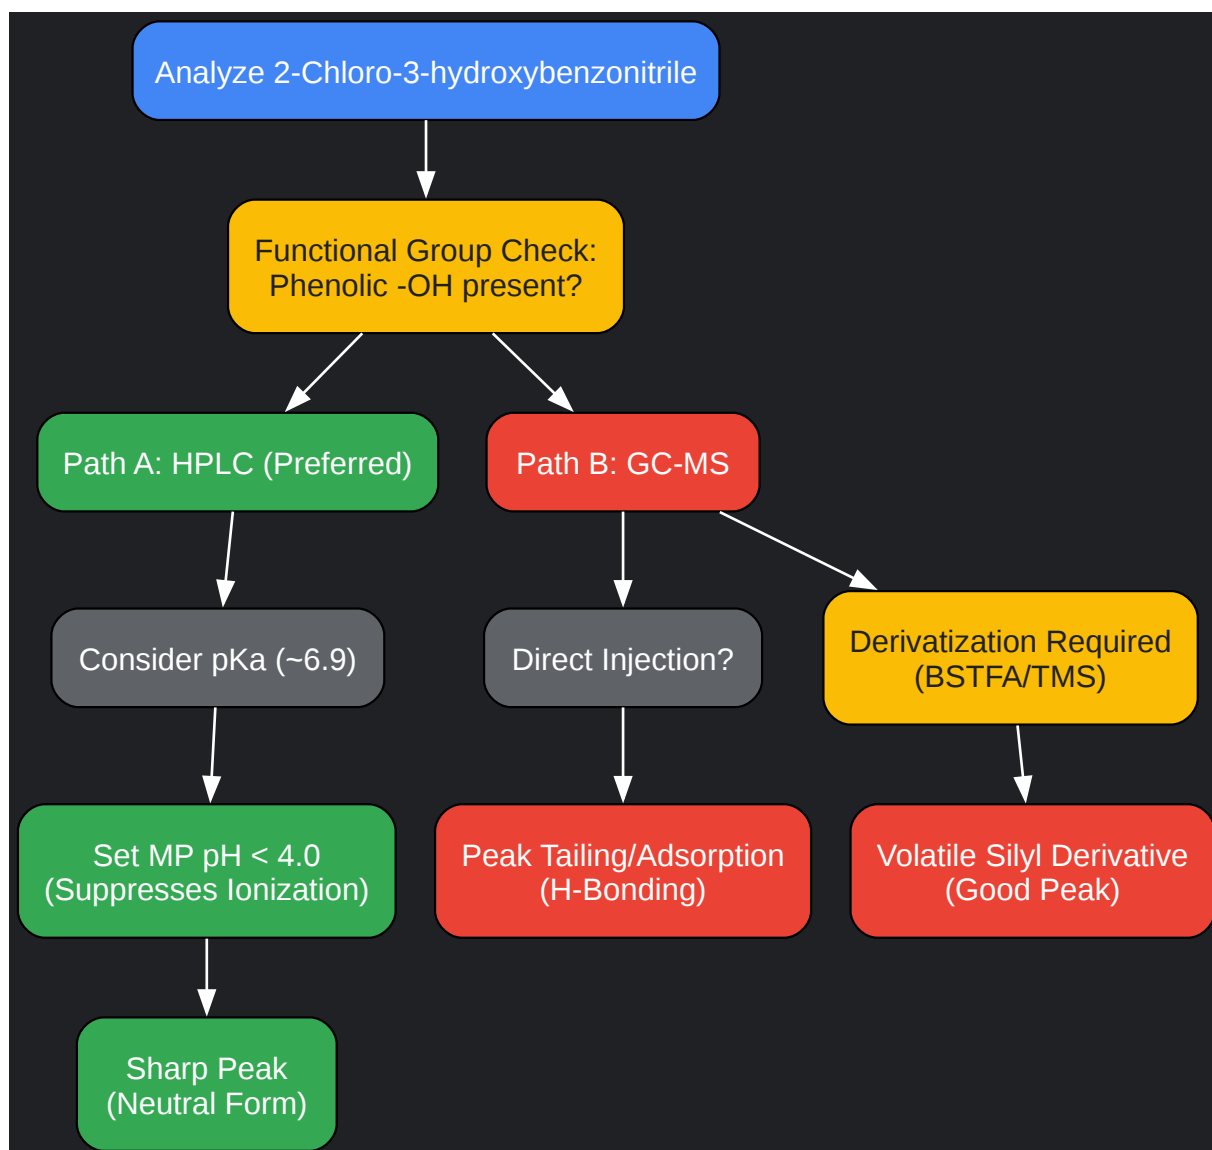 Analyze 2-Chloro-3-hydroxybenzonitrile
Functional Group Check:
Phenolic -OH present?
Path A: HPLC (Preferred)
Path B: GC-MS
Consider pKa (~6.9)
Direct Injection?
Derivatization Required
(BSTFA/TMS)
Set MP pH < 4.0
(Suppresses Ionization)
Peak Tailing/Adsorption
(H-Bonding)
Volatile Silyl Derivative
(Good Peak)
Sharp Peak
(Neutral Form)